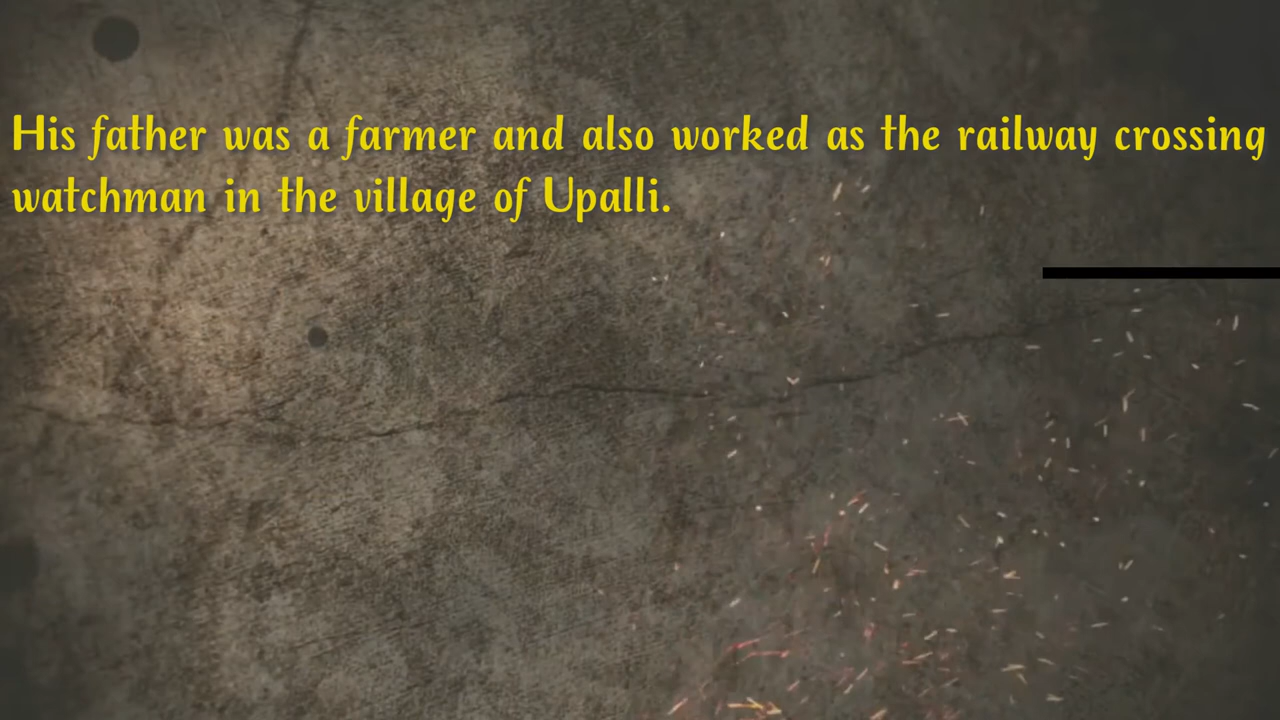 His father was a farmer and also worked as the railway crossing
watchman in the village of Upalli.